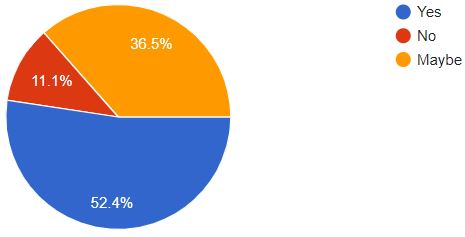 Yes
No
Maybe
36.5%
11.1%
52.4%